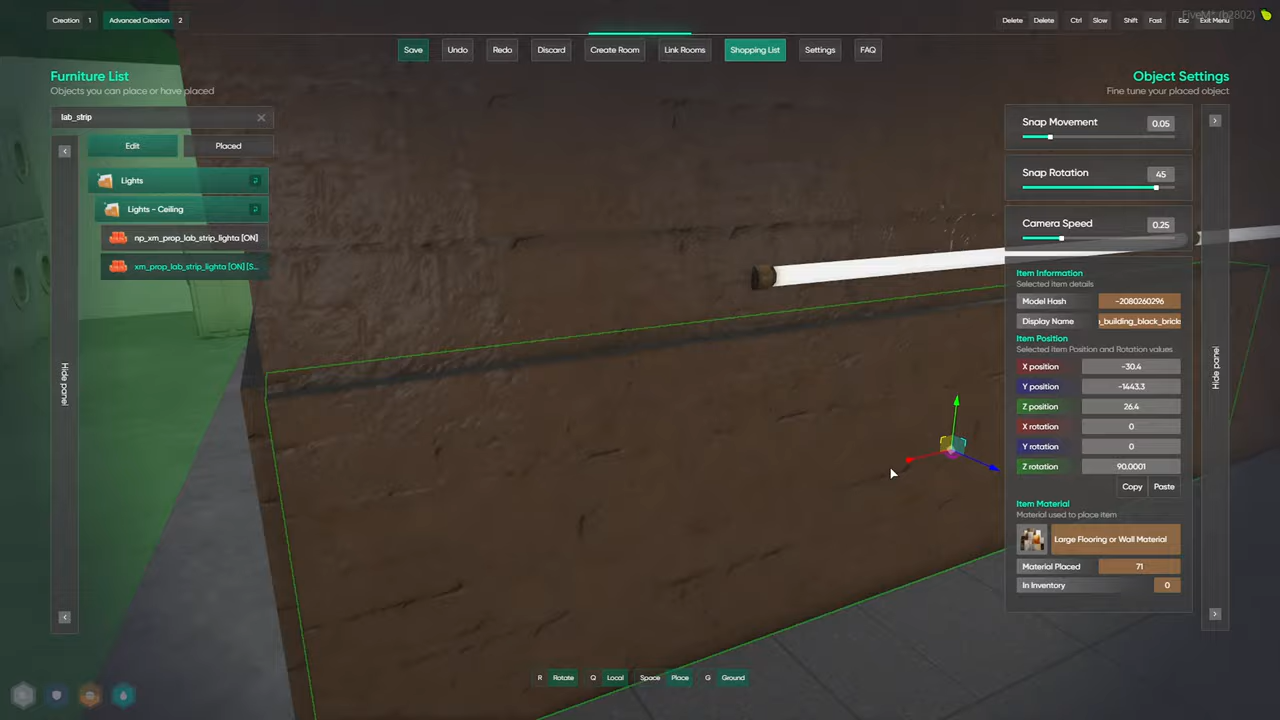 Creation 1 Advanced Creation 2
Delete Delete Ctrl Slow Shift Fast Esc Exit Menu
FiveM* (b2802)
Save Undo Redo Discard Create Room Link Rooms Shopping List Settings FAQ
Furniture List
Objects you can place or have placed
lab_strip
Edit Placed
Lights
Lights - Ceiling
np_xm_prop_lab_strip_lighta [ON]
xm_prop_lab_strip_lighta [ON] [S...
Hide panel
Object Settings
Fine tune your placed object
Snap Movement 0.05
Snap Rotation 45
Camera Speed 0.25
Item Information
Selected item details
Model Hash -2080260296
Display Name _building_black_brick
Item Position
Selected item Position and Rotation values
X position -30.4
Y position -1443.3
Z position 26.4
X rotation 0
Y rotation 0
Z rotation 90.0001
Copy Paste
Item Material
Material used to place item
Large Flooring or Wall Material
Material Placed 71
In Inventory 0
Hide panel
R Rotate Q Local Space Place G Ground